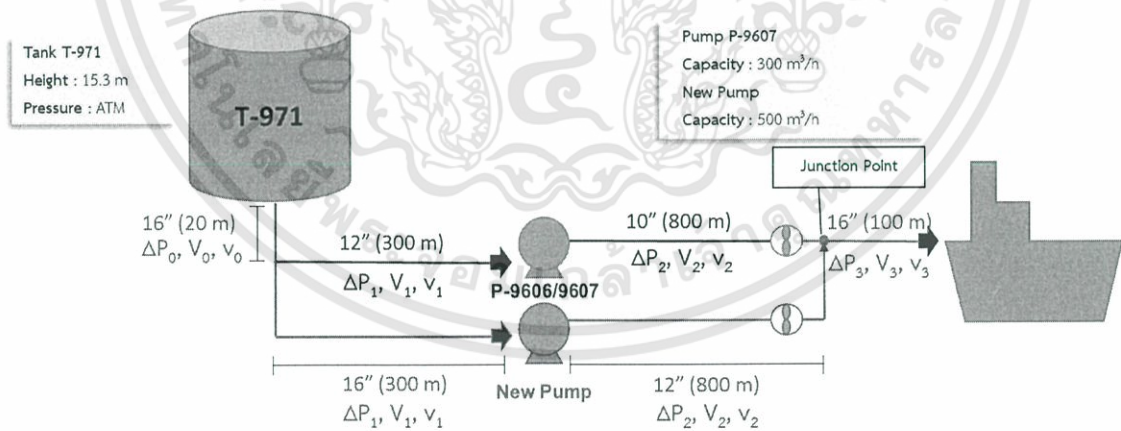 Tank T-971
Height : 15.3 m
Pressure : ATM
T-971
Pump P-9607
Capacity : 300 m³/h
New Pump
Capacity : 500 m³/h
Junction Point
16" (20 m)
ΔP₀, V₀, v₀
12" (300 m)
ΔP₁, V₁, v₁
P-9606/9607
10" (800 m)
ΔP₂, V₂, v₂
16" (100 m)
ΔP₃, V₃, v₃
16" (300 m)
ΔP₁, V₁, v₁
New Pump
12" (800 m)
ΔP₂, V₂, v₂